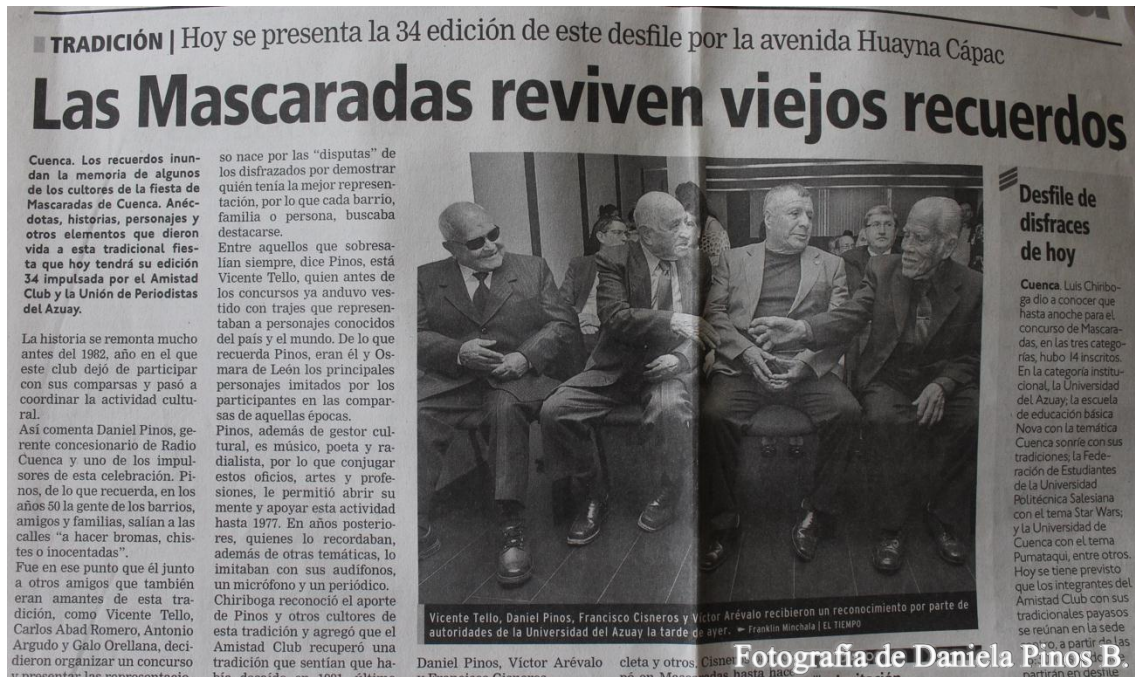 TRADICIÓN | Hoy se presenta la 34 edición de este desfile por la avenida Huayna Cápac
Las Mascaradas reviven viejos recuerdos
Cuenca. Los recuerdos inun-
dan la memoria de algunos
de los cultores de la fiesta de
Mascaradas de Cuenca. Anéc-
dotas, historias, personajes y
otros elementos que dieron
vida a esta tradicional fies-
ta que hoy tendrá su edición
34 impulsada por el Amistad
Club y la Unión de Periodistas
del Azuay.
La historia se remonta mucho
antes del 1982, año en el que
este club dejó de participar
con sus comparsas y pasó a
coordinar la actividad cultu-
ral.
Así comenta Daniel Pinos, ge-
rente concesionario de Radio
Cuenca y uno de los impul-
sores de esta celebración. Pi-
nos, de lo que recuerda, en los
años 50 la gente de los barrios,
amigos y familias, salían a las
calles “a hacer bromas, chis-
tes o inocentadas”.
Fue en ese punto que él junto
a otros amigos que también
eran amantes de esta tra-
dición, como Vicente Tello,
Carlos Abad Romero, Antonio
Argudo y Galo Orellana, deci-
dieron organizar un concurso
y presentar las representacio-
so nace por las “disputas” de
los disfrazados por demostrar
quién tenía la mejor represen-
tación, por lo que cada barrio,
familia o persona, buscaba
destacarse.
Entre aquellos que sobresa-
lían siempre, dice Pinos, está
Vicente Tello, quien antes de
los concursos ya anduvo ves-
tido con trajes que represen-
taban a personajes conocidos
del país y el mundo. De lo que
recuerda Pinos, eran él y Os-
mara de León los principales
personajes imitados por los
participantes en las compar-
sas de aquellas épocas.
Pinos, además de gestor cul-
tural, es músico, poeta y ra-
dialista, por lo que conjugar
estos oficios, artes y profe-
siones, le permitió abrir su
mente y apoyar esta actividad
hasta 1977. En años posterio-
res, quienes lo recordaban,
además de otras temáticas, lo
imitaban con sus audífonos,
un micrófono y un periódico.
Chiriboga reconoció el aporte
de Pinos y otros cultores de
esta tradición y agregó que el
Amistad Club recuperó una
tradición que sentían que ha-
bía decaído en 1981, último
Vicente Tello, Daniel Pinos, Francisco Cisneros y Víctor Arévalo recibieron un reconocimiento por parte de
autoridades de la Universidad del Azuay la tarde de ayer. Franklin Minchala | EL TIEMPO
Daniel Pinos, Víctor Arévalo
y Francisco Cisneros
cleta y otros. Cisneros
Desfile de
disfraces
de hoy
Cuenca. Luis Chiribo-
ga dio a conocer que
hasta anoche para el
concurso de Mascara-
das, en las tres catego-
rías, hubo 14 inscritos.
En la categoría institu-
cional, la Universidad
del Azuay; la escuela
de educación básica
Nova con la temática
Cuenca sonríe con sus
tradiciones; la Fede-
ración de Estudiantes
de la Universidad
Politécnica Salesiana
con el tema Star Wars;
y la Universidad de
Cuenca con el tema
Pumataqui, entre otros.
Hoy se tiene previsto
que los integrantes del
Amistad Club con sus
tradicionales payasos
se reúnan en la sede
a partir de las
partirán en desfile
Fotografía de Daniela Pinos B.